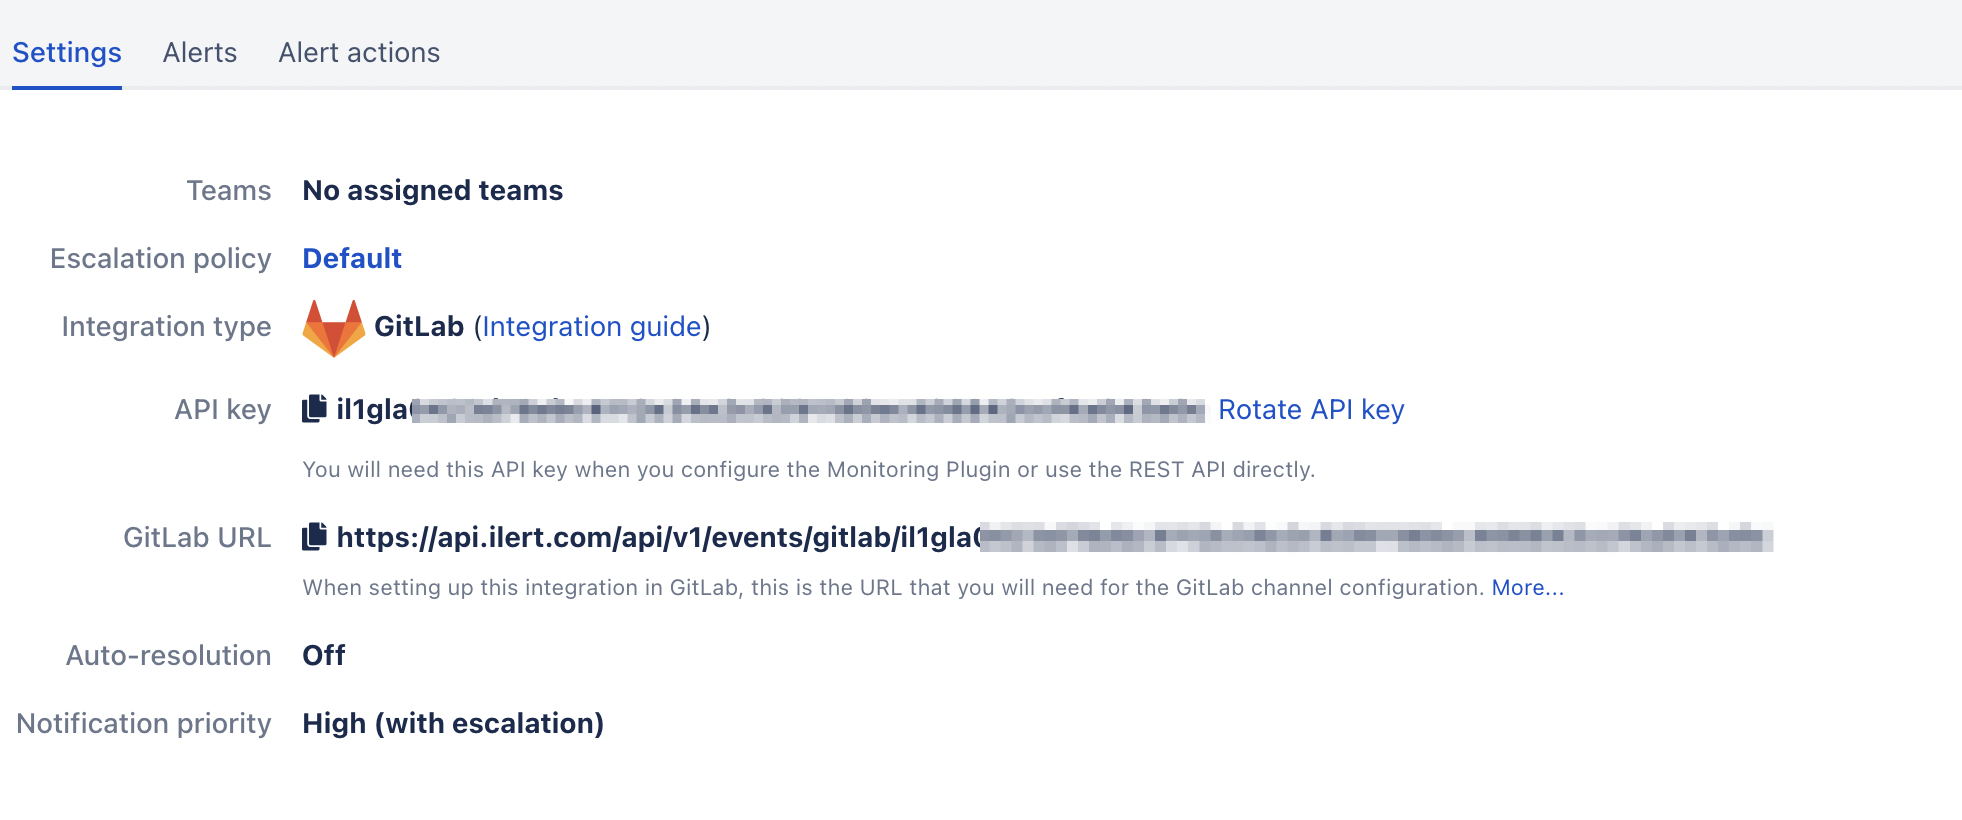 Settings Alerts Alert actions
Teams No assigned teams
Escalation policy Default
Integration type GitLab (Integration guide)
API key il1gla Rotate API key
You will need this API key when you configure the Monitoring Plugin or use the REST API directly.
GitLab URL https://api.ilert.com/api/v1/events/gitlab/il1gla
When setting up this integration in GitLab, this is the URL that you will need for the GitLab channel configuration. More...
Auto-resolution Off
Notification priority High (with escalation)